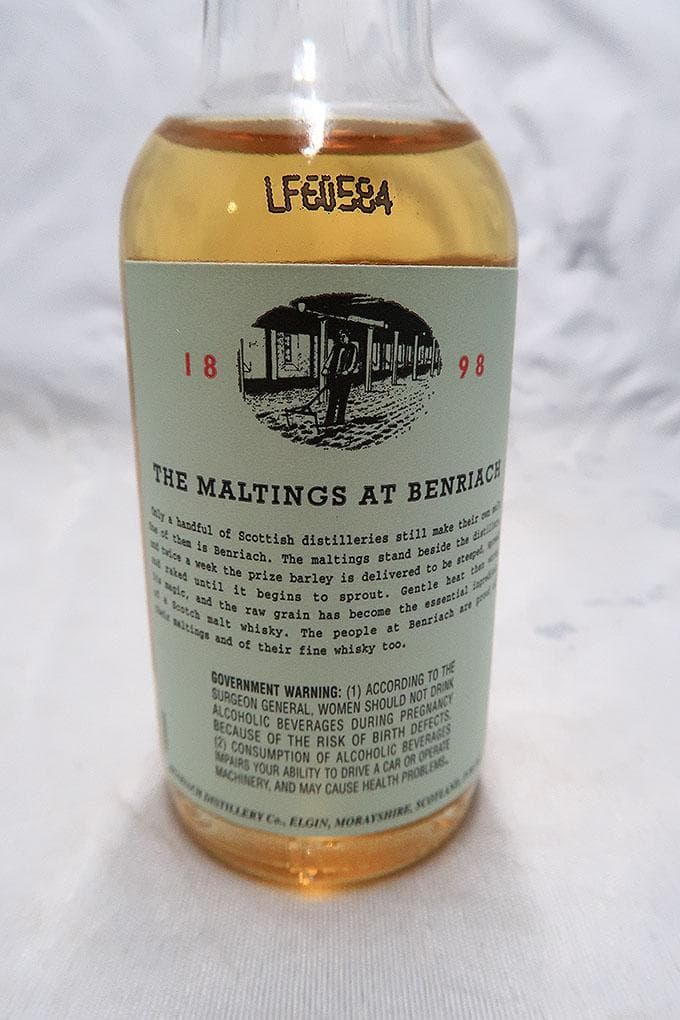 LF60584
18 98
THE MALTINGS AT BENRIACH
Only a handful of Scottish distilleries still make their own
One of them is Benriach. The maltings stand beside the
and twice a week the prize barley is delivered to be steeped,
and raked until it begins to sprout. Gentle heat then
its magic, and the raw grain has become the essential
of a Scotch malt whisky. The people at Benriach are proud
their maltings and of their fine whisky too.
GOVERNMENT WARNING: (1) ACCORDING TO THE
SURGEON GENERAL, WOMEN SHOULD NOT DRINK
ALCOHOLIC BEVERAGES DURING PREGNANCY
BECAUSE OF THE RISK OF BIRTH DEFECTS.
(2) CONSUMPTION OF ALCOHOLIC BEVERAGES
IMPAIRS YOUR ABILITY TO DRIVE A CAR OR OPERATE
MACHINERY, AND MAY CAUSE HEALTH PROBLEMS.
DISTILLERY Co., ELGIN, MORAYSHIRE, SCOTLAND,